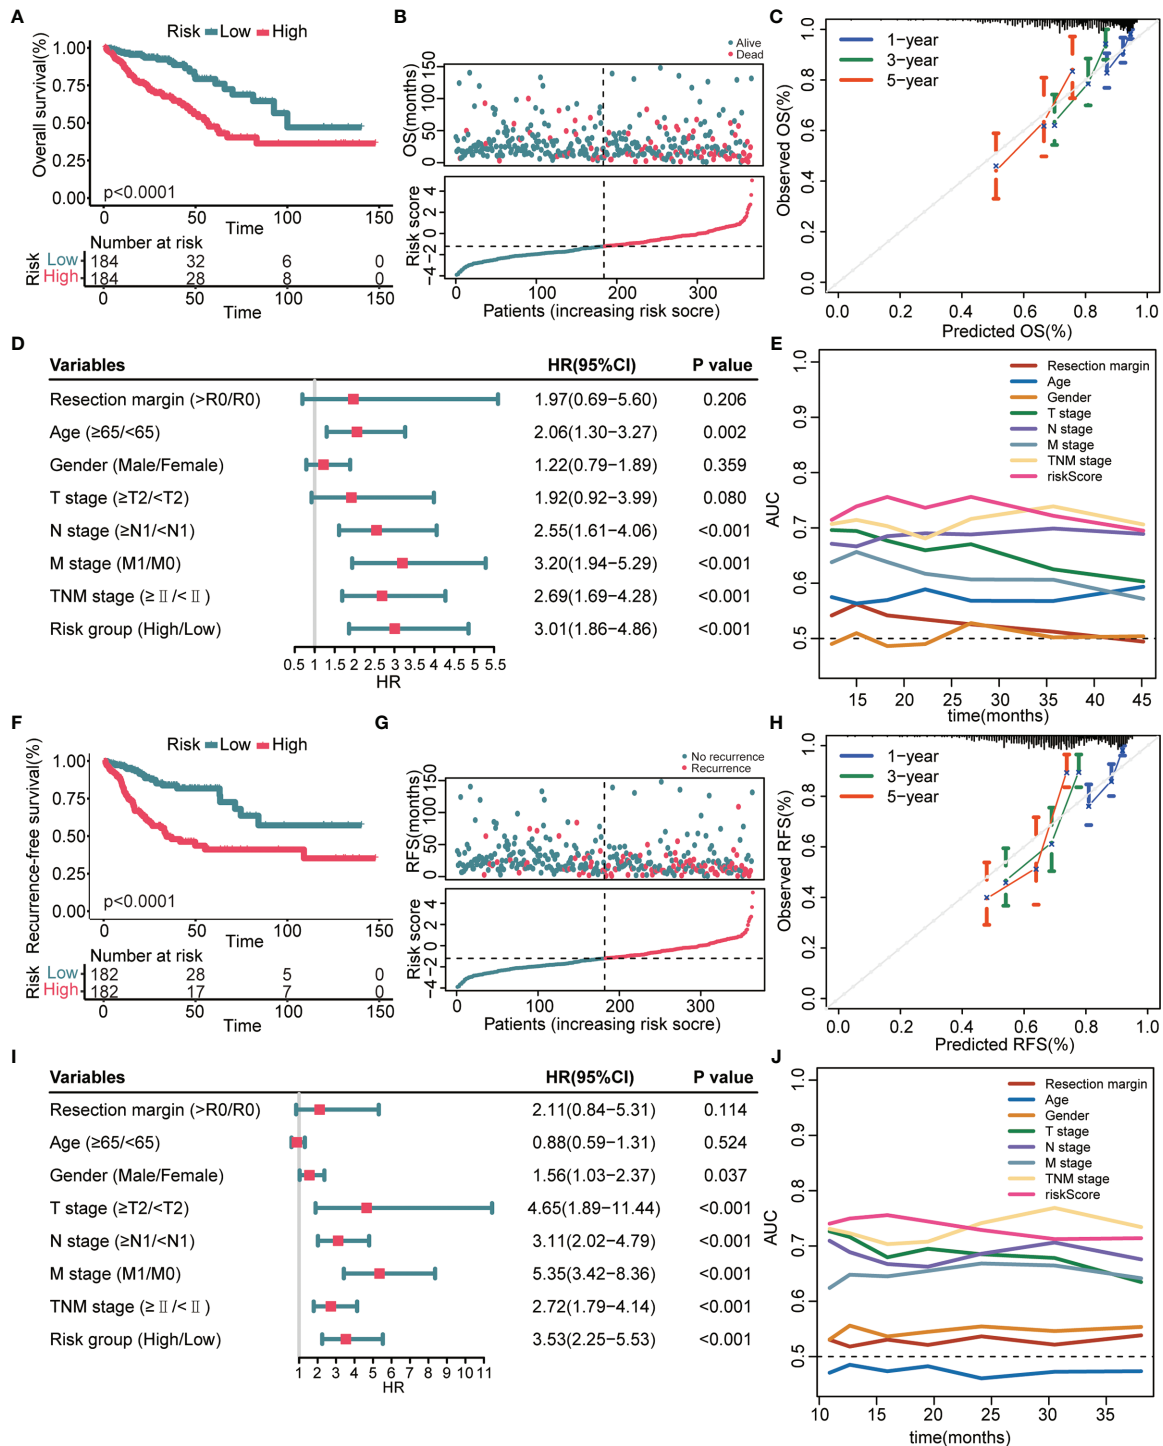 A
Risk Low High
Overall survival(%)
1.00
0.75
0.50
0.25
0.00
p<0.0001
0 50 100 150
Time
Number at risk
Risk
Low 184 32 6 0
High 184 28 8 0
0 50 100 150
Time
B
Alive
Dead
OS(months)
0 50 100 150
Risk score
−4 −2 0 2 4
0 100 200 300
Patients (increasing risk socre)
C
1−year
3−year
5−year
Observed OS(%)
0.0 0.2 0.4 0.6 0.8 1.0
0.0 0.2 0.4 0.6 0.8 1.0
Predicted OS(%)
D
Variables HR(95%CI) P value
Resection margin (>R0/R0) 1.97(0.69−5.60) 0.206
Age (≥65/<65) 2.06(1.30−3.27) 0.002
Gender (Male/Female) 1.22(0.79−1.89) 0.359
T stage (≥T2/<T2) 1.92(0.92−3.99) 0.080
N stage (≥N1/<N1) 2.55(1.61−4.06) <0.001
M stage (M1/M0) 3.20(1.94−5.29) <0.001
TNM stage (≥Ⅱ/<Ⅱ) 2.69(1.69−4.28) <0.001
Risk group (High/Low) 3.01(1.86−4.86) <0.001
0.5 1 1.5 2 2.5 3 3.5 4 4.5 5 5.5
HR
E
Resection margin
Age
Gender
T stage
N stage
M stage
TNM stage
riskScore
AUC
0.5 0.6 0.7 0.8 0.9 1.0
15 20 25 30 35 40 45
time(months)
F
Risk Low High
Recurrence−free survival(%)
1.00
0.75
0.50
0.25
0.00
p<0.0001
0 50 100 150
Time
Number at risk
Risk
Low 182 28 5 0
High 182 17 7 0
0 50 100 150
Time
G
No recurrence
Recurrence
RFS(months)
0 50 100 150
Risk score
−4 −2 0 2 4
0 100 200 300
Patients (increasing risk socre)
H
1−year
3−year
5−year
Observed RFS(%)
0.0 0.2 0.4 0.6 0.8 1.0
0.0 0.2 0.4 0.6 0.8 1.0
Predicted RFS(%)
I
Variables HR(95%CI) P value
Resection margin (>R0/R0) 2.11(0.84−5.31) 0.114
Age (≥65/<65) 0.88(0.59−1.31) 0.524
Gender (Male/Female) 1.56(1.03−2.37) 0.037
T stage (≥T2/<T2) 4.65(1.89−11.44) <0.001
N stage (≥N1/<N1) 3.11(2.02−4.79) <0.001
M stage (M1/M0) 5.35(3.42−8.36) <0.001
TNM stage (≥Ⅱ/<Ⅱ) 2.72(1.79−4.14) <0.001
Risk group (High/Low) 3.53(2.25−5.53) <0.001
1 2 3 4 5 6 7 8 9 10 11
HR
J
Resection margin
Age
Gender
T stage
N stage
M stage
TNM stage
riskScore
AUC
0.5 0.6 0.7 0.8 0.9 1.0
10 15 20 25 30 35
time(months)